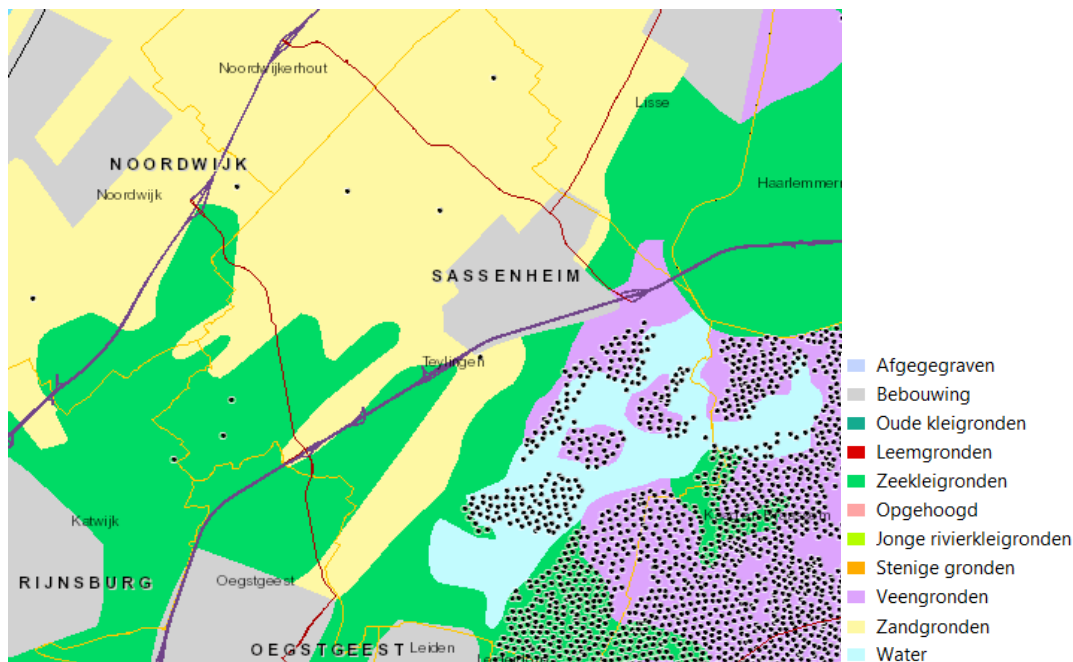 Noordwijkerhout
Lisse
NOORDWIJK
Noordwijk
Haarlemmerm
SASSENHEIM
Teylingen
Katwijk
RIJNSBURG
Oegstgeest
OEGSTGEEST
Leiden
Afgegraven
Bebouwing
Oude kleigronden
Leemgronden
Zeekleigronden
Opgehoogd
Jonge rivierkleigronden
Stenige gronden
Veengronden
Zandgronden
Water